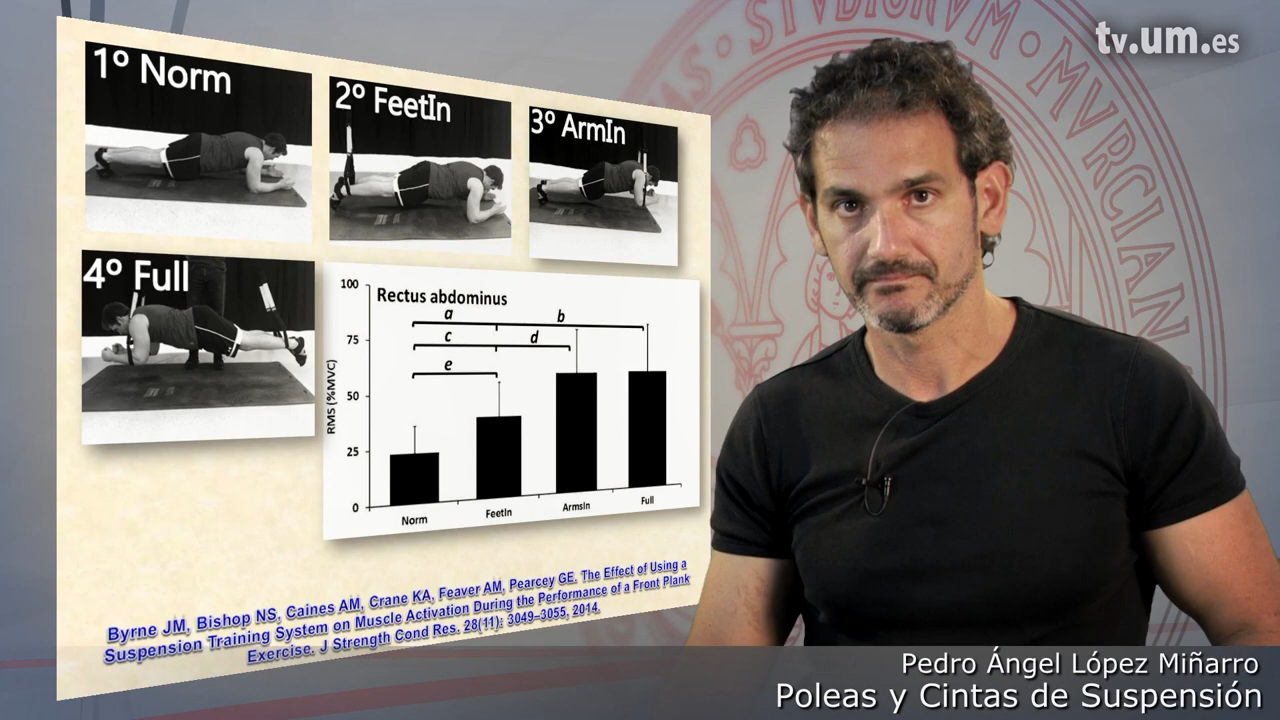 tv.um.es
STVDIORVM
MVRCIANA
1º Norm
2º FeetIn
3º ArmIn
4º Full
Rectus abdominus
RMS (%MVC)
100
75
50
25
0
a
b
c
d
e
Norm
FeetIn
ArmsIn
Full
Byrne JM, Bishop NS, Caines AM, Crane KA, Feaver AM, Pearcey GE. The Effect of Using a
Suspension Training System on Muscle Activation During the Performance of a Front Plank
Exercise. J Strength Cond Res. 28(11): 3049–3055, 2014.
Pedro Ángel López Miñarro
Poleas y Cintas de Suspensión